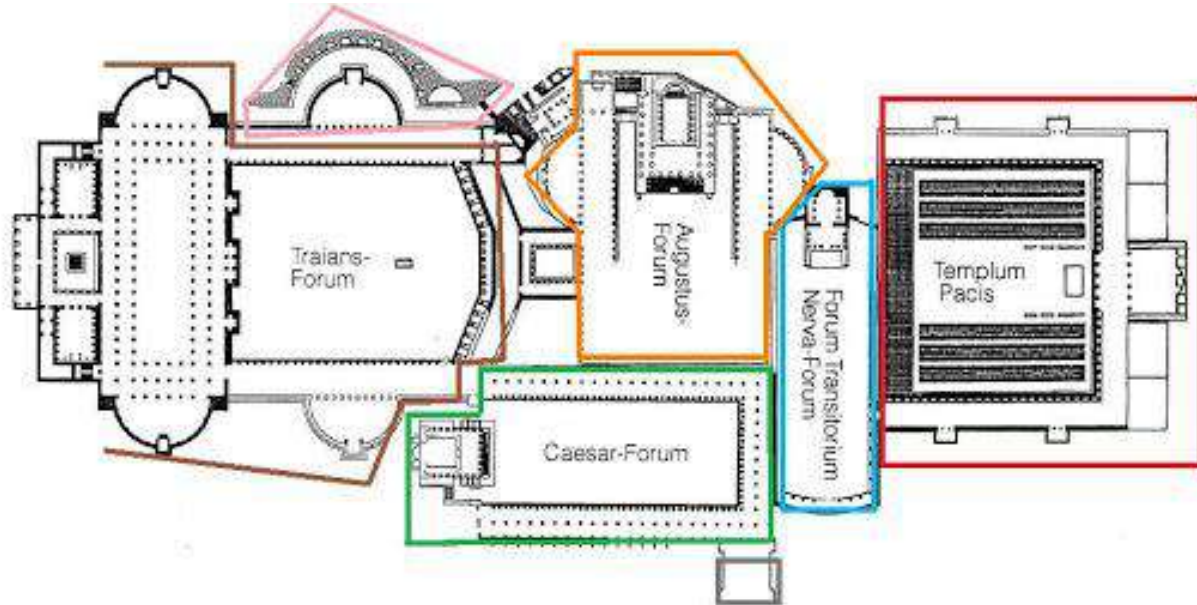 Traians-
Forum
Augustus-
Forum
Forum Transitorium
Nerva-Forum
Templum
Pacis
Caesar-Forum